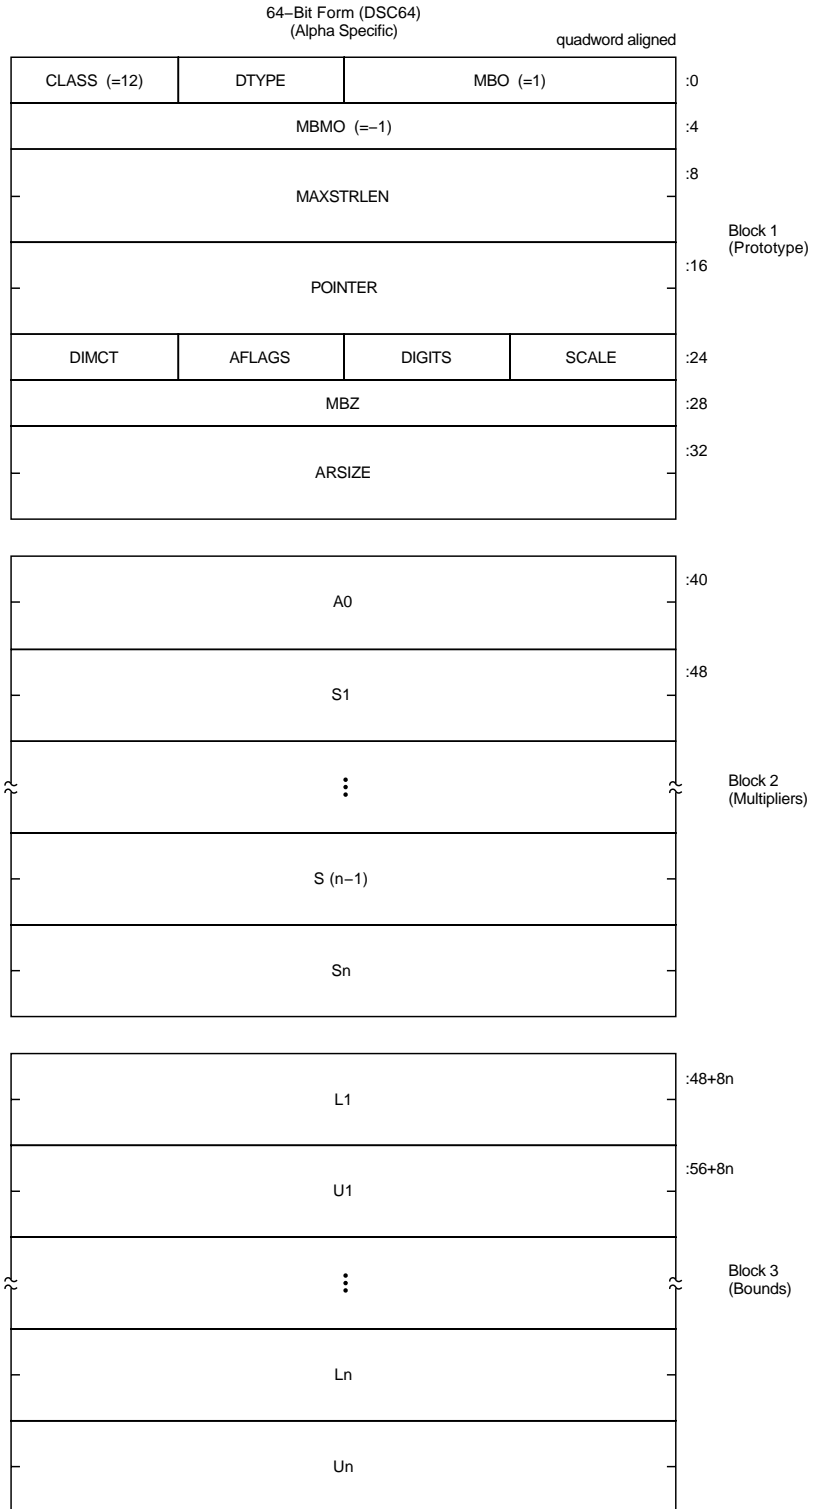 64–Bit Form (DSC64)
(Alpha Specific)
quadword aligned
CLASS (=12) DTYPE MBO (=1) :0
MBMO (=–1) :4
:8
MAXSTRLEN
Block 1
(Prototype)
:16
POINTER
DIMCT AFLAGS DIGITS SCALE :24
MBZ :28
:32
ARSIZE
:40
A0
:48
S1
Block 2
(Multipliers)
S (n–1)
Sn
:48+8n
L1
:56+8n
U1
Block 3
(Bounds)
Ln
Un